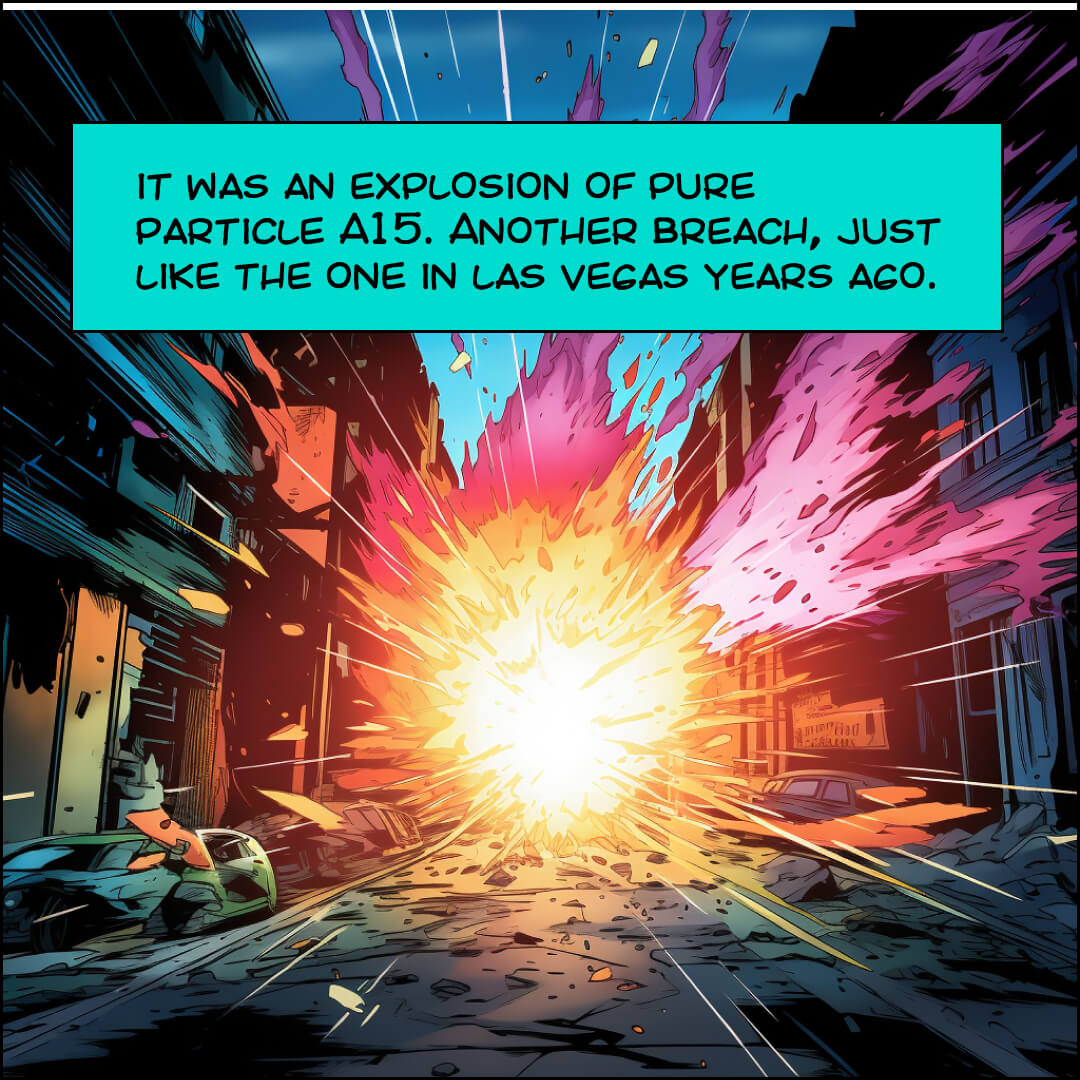 IT WAS AN EXPLOSION OF PURE
PARTICLE A15. ANOTHER BREACH, JUST
LIKE THE ONE IN LAS VEGAS YEARS AGO.